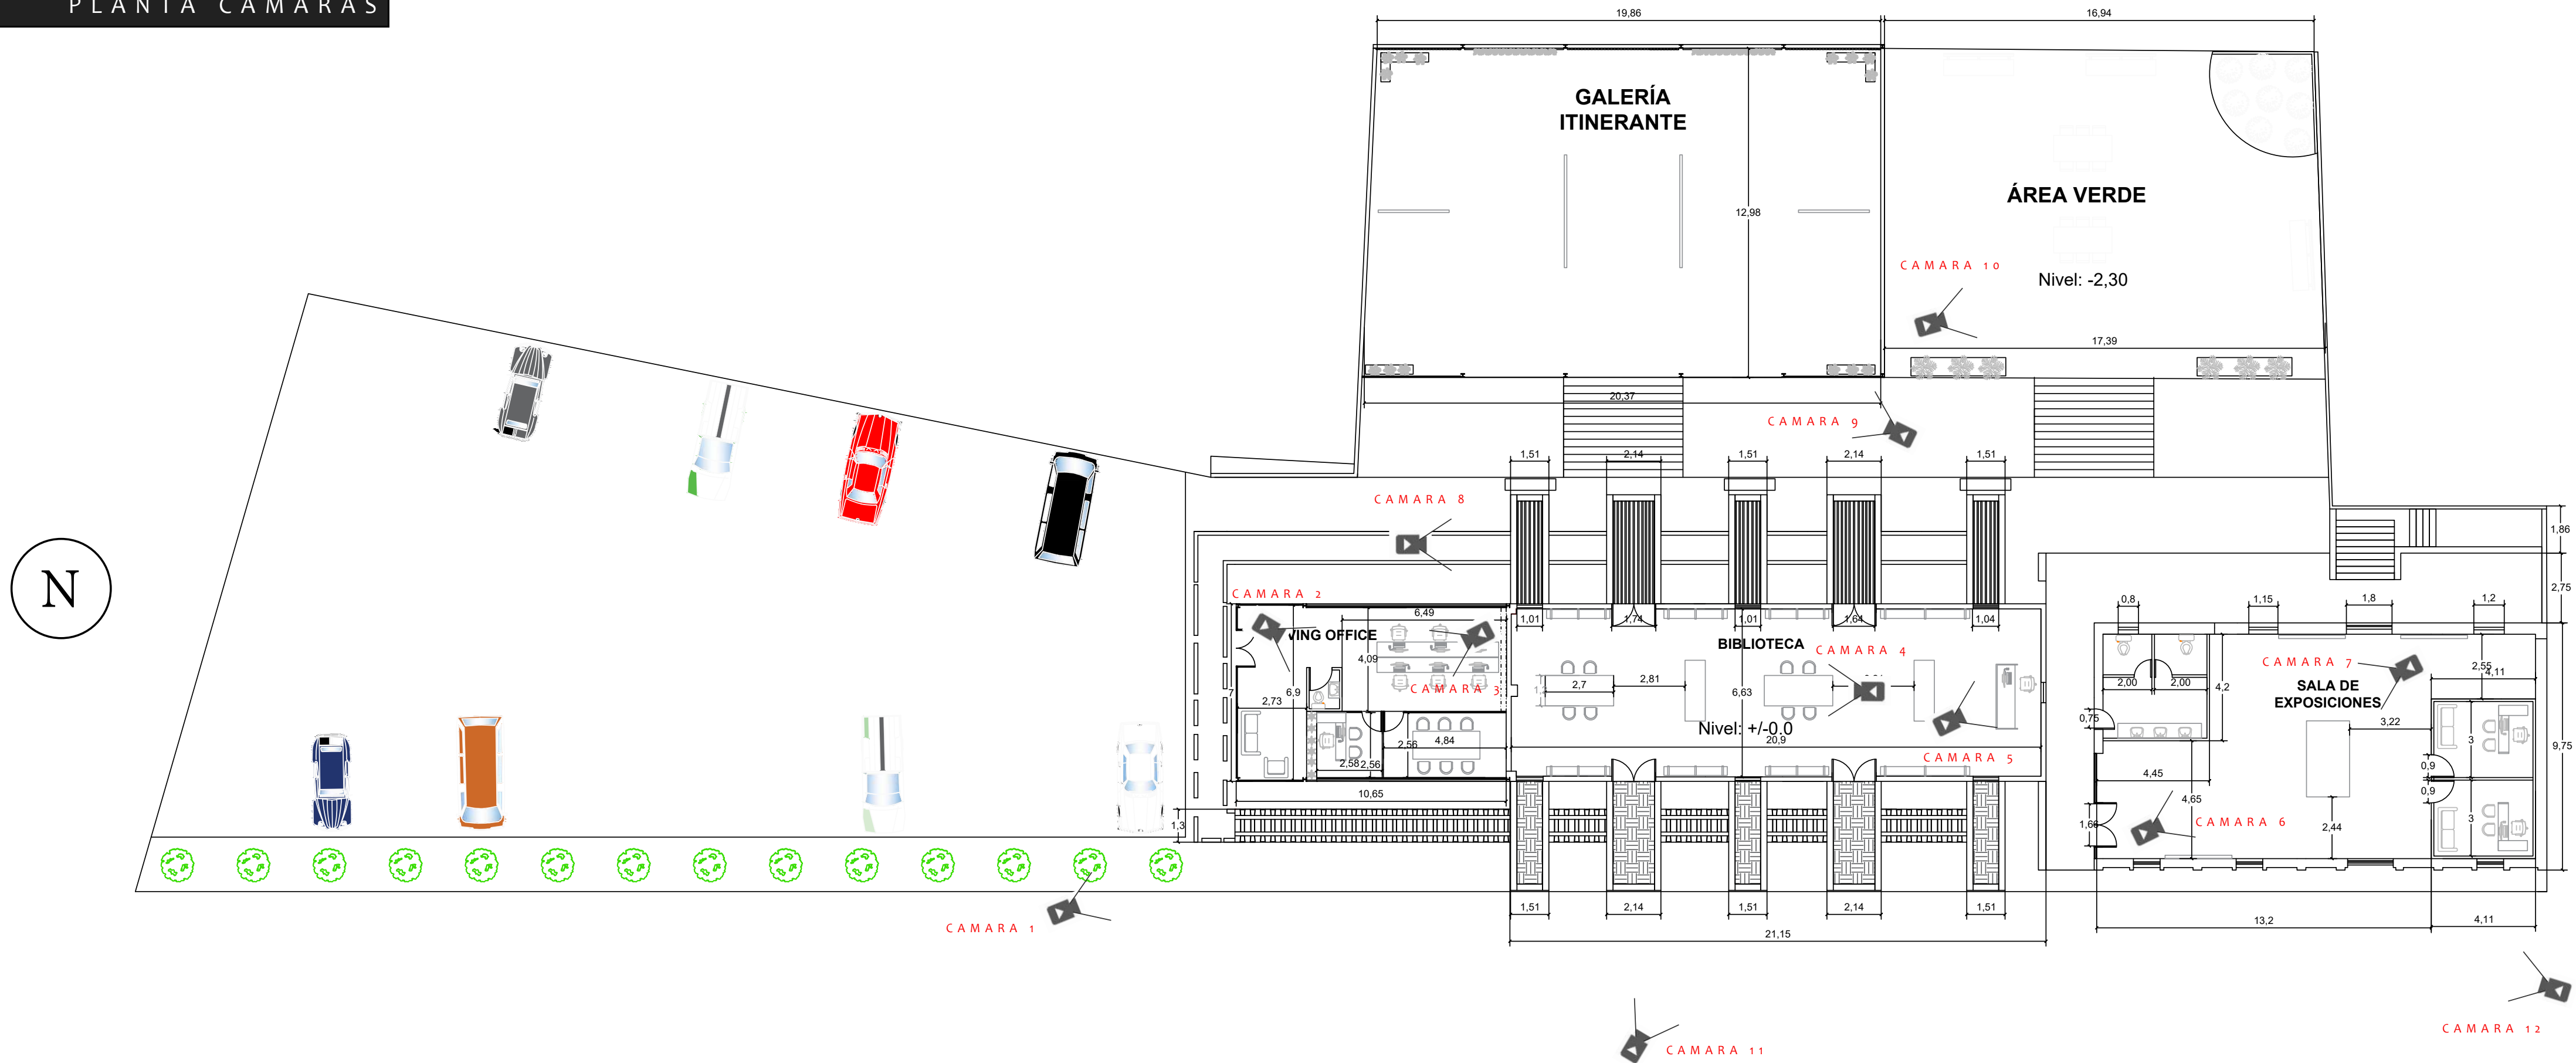 PLANTA CAMARAS
19,86
16,94
GALERÍA
ITINERANTE
12,98
ÁREA VERDE
CAMARA 10
Nivel: -2,30
17,39
20,37
CAMARA 9
1,51
2,14
1,51
2,14
1,51
CAMARA 8
1,86
2,75
N
CAMARA 2
6,49
VING OFFICE
4,09
CAMARA 3
7
6,9
2,73
2,56
4,84
2,58
2,56
10,65
1,3
1,01
1,74
1,01
1,64
1,04
BIBLIOTECA
CAMARA 4
2,7
2,81
6,63
Nivel: +/-0.0
20,9
CAMARA 5
0,8
1,15
1,8
1,2
CAMARA 7
2,55
4,11
SALA DE
EXPOSICIONES
2,00
2,00
4,2
0,75
3,22
3
9,75
4,45
0,9
0,9
4,65
1,66
CAMARA 6
2,44
3
1,51
2,14
1,51
2,14
1,51
21,15
13,2
4,11
CAMARA 1
CAMARA 11
CAMARA 12